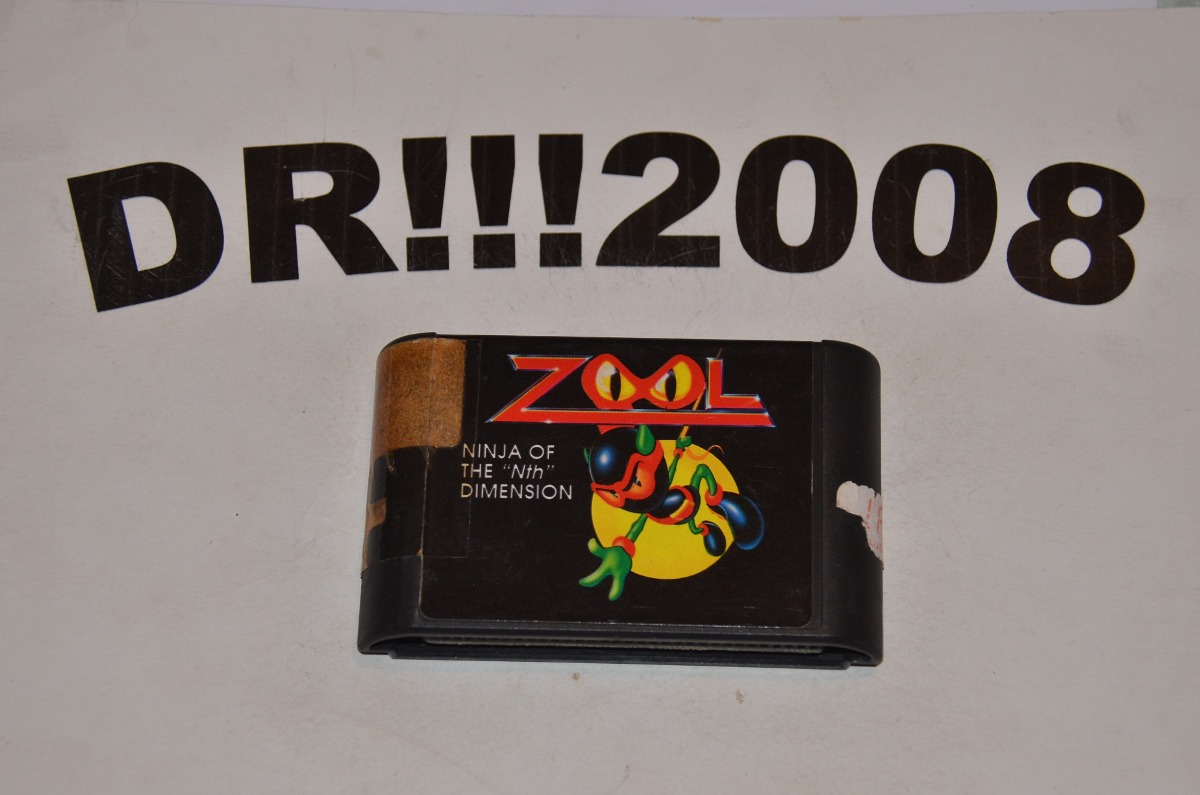 DR!!!2008
ZOOL
NINJA OF
THE "Nth"
DIMENSION